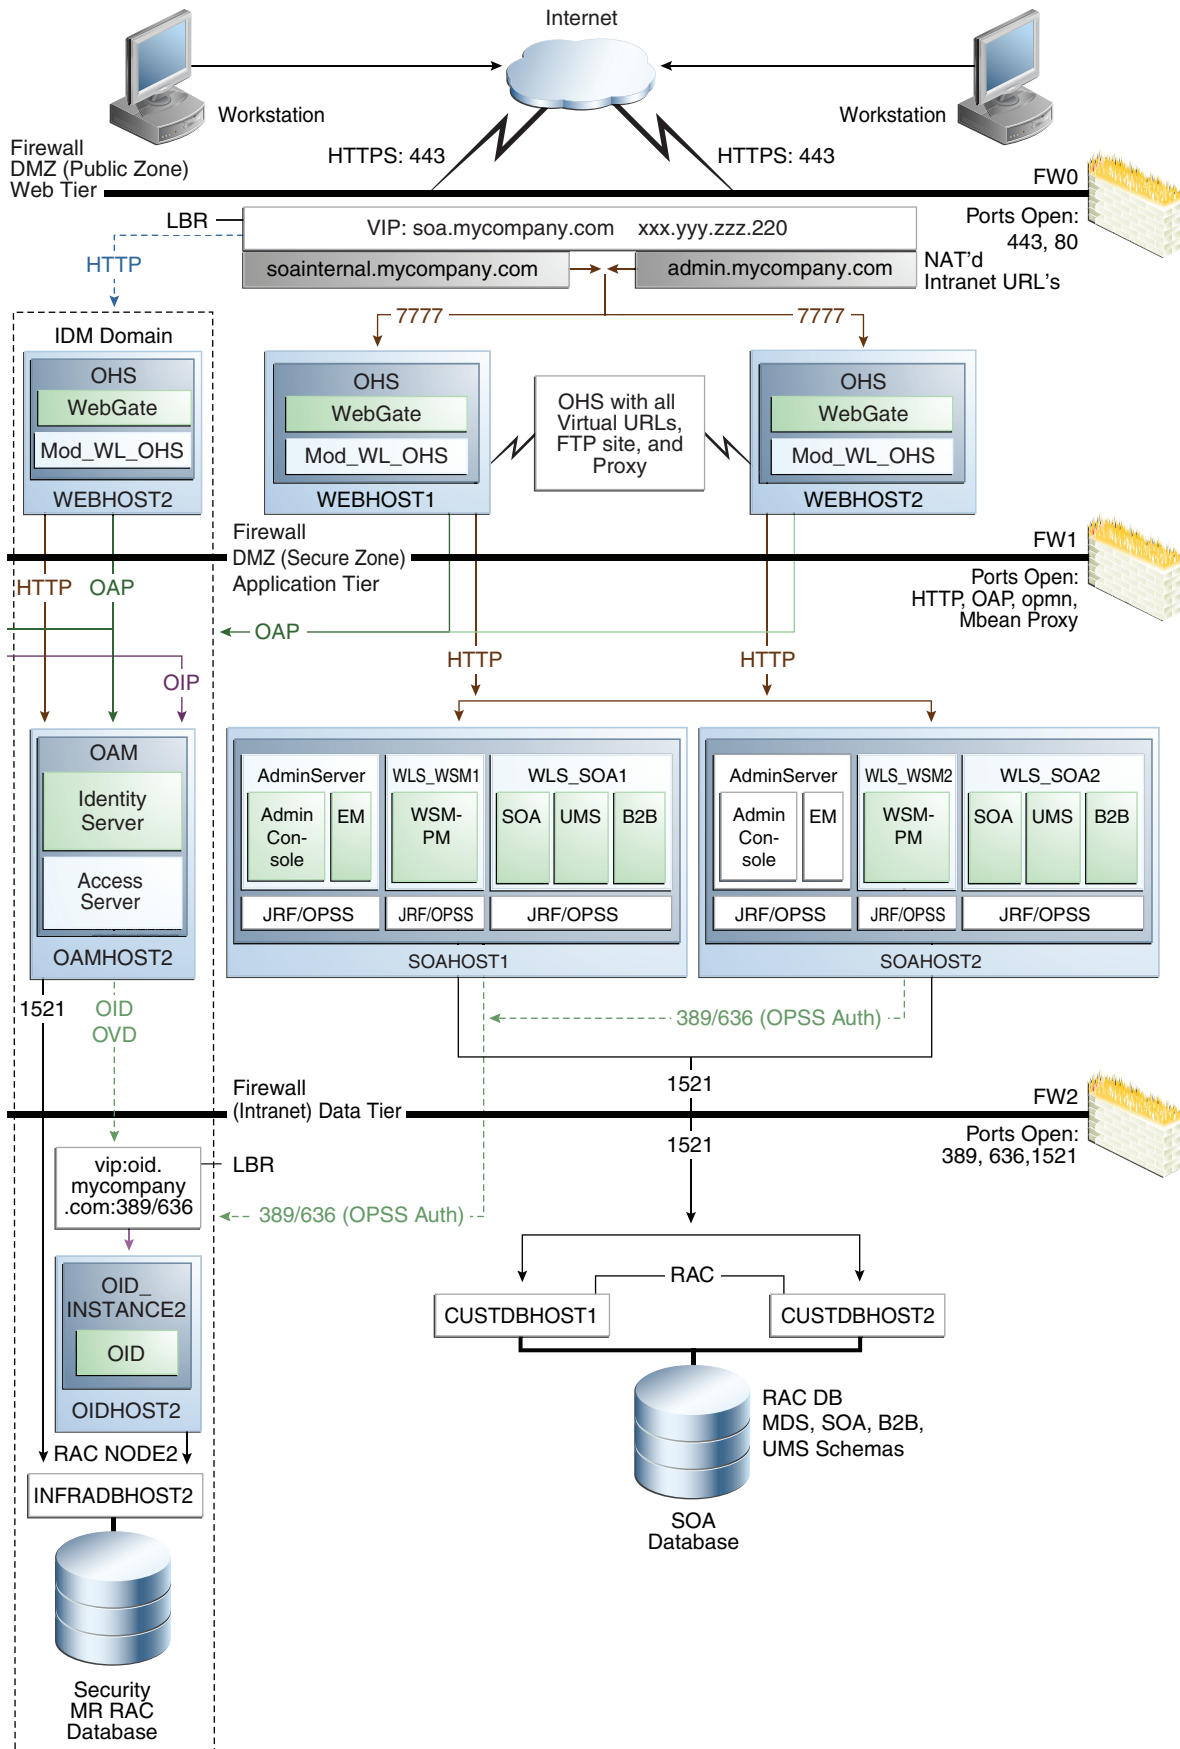 Internet
Workstation
Workstation
HTTPS: 443
HTTPS: 443
Firewall
DMZ (Public Zone)
Web Tier
FW0
Ports Open:
443, 80
LBR
VIP: soa.mycompany.com xxx.yyy.zzz.220
HTTP
soainternal.mycompany.com
admin.mycompany.com
NAT'd
Intranet URL's
7777
7777
IDM Domain
OHS
WebGate
Mod_WL_OHS
WEBHOST2
OHS
WebGate
Mod_WL_OHS
WEBHOST1
OHS with all
Virtual URLs,
FTP site, and
Proxy
OHS
WebGate
Mod_WL_OHS
WEBHOST2
Firewall
DMZ (Secure Zone)
Application Tier
FW1
Ports Open:
HTTP, OAP, opmn,
Mbean Proxy
HTTP
OAP
OAP
OIP
HTTP
HTTP
OAM
Identity
Server
Access
Server
OAMHOST2
AdminServer
Admin
Con-
sole
EM
WLS_WSM1
WSM-
PM
WLS_SOA1
SOA
UMS
B2B
JRF/OPSS
JRF/OPSS
JRF/OPSS
SOAHOST1
AdminServer
Admin
Con-
sole
EM
WLS_WSM2
WSM-
PM
WLS_SOA2
SOA
UMS
B2B
JRF/OPSS
JRF/OPSS
JRF/OPSS
SOAHOST2
1521
OID
OVD
389/636 (OPSS Auth)
1521
Firewall
(Intranet) Data Tier
FW2
Ports Open:
389, 636,1521
1521
vip:oid.
mycompany
.com:389/636
LBR
389/636 (OPSS Auth)
OID_
INSTANCE2
OID
OIDHOST2
RAC
CUSTDBHOST1
CUSTDBHOST2
RAC DB
MDS, SOA, B2B,
UMS Schemas
SOA
Database
RAC NODE2
INFRADBHOST2
Security
MR RAC
Database